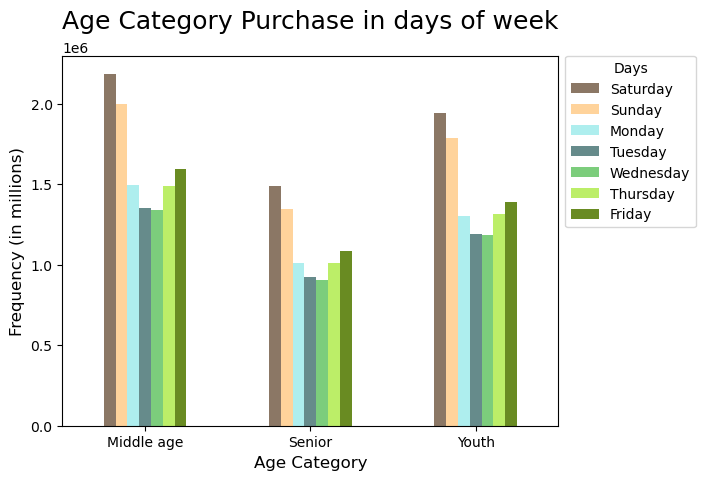 Age Category Purchase in days of week
1e6
2.0
1.5
1.0
0.5
0.0
Frequency (in millions)
Middle age
Senior
Youth
Age Category
Days
Saturday
Sunday
Monday
Tuesday
Wednesday
Thursday
Friday